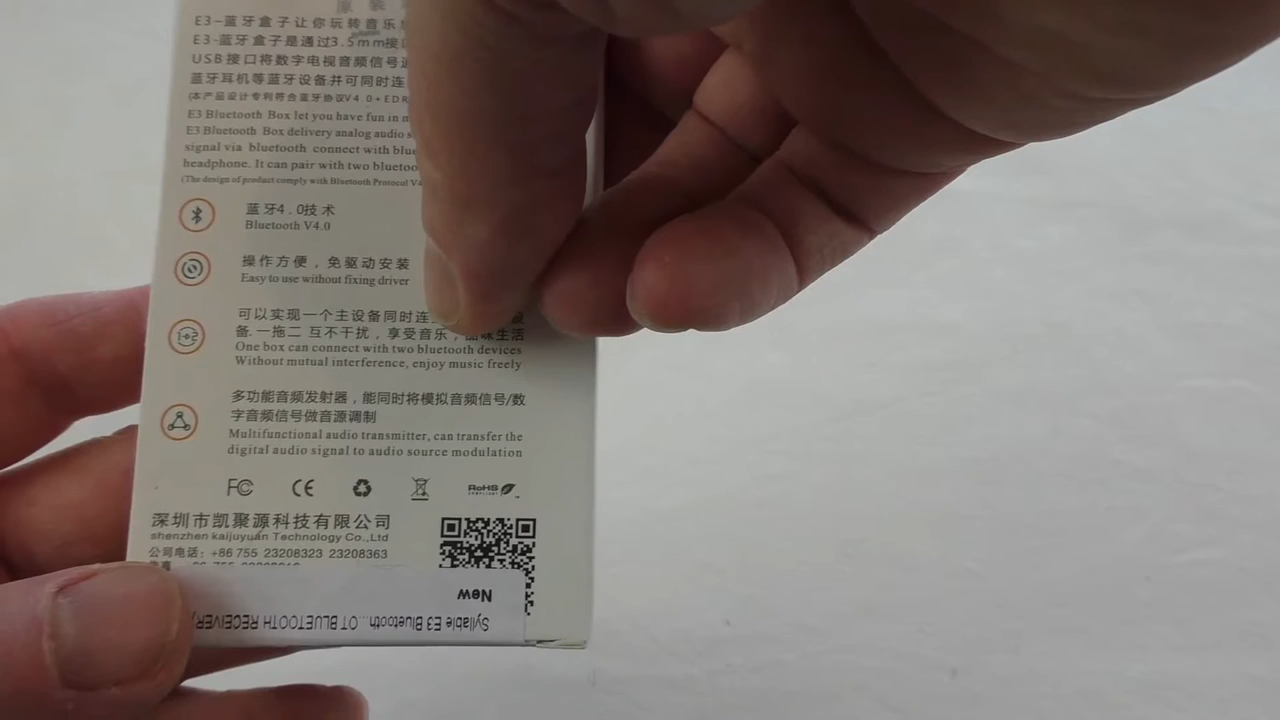 原装
E3-蓝牙盒子让你玩转音乐
E3-蓝牙盒子是通过3.5mm接
USB接口将数字电视音频信号
蓝牙耳机等蓝牙设备并可同时连
(本产品设计专利符合蓝牙协议V4.0+EDR
E3 Bluetooth Box let you have fun in
E3 Bluetooth Box delivery analog audio
signal via bluetooth connect with
headphone. It can pair with two
(The design of product comply with Bluetooth Protocol V4
蓝牙4.0技术
Bluetooth V4.0
操作方便，免驱动安装
Easy to use without fixing driver
可以实现一个主设备同时连
备.一拖二 互不干扰，享受音乐，品味生活
One box can connect with two bluetooth devices
Without mutual interference, enjoy music freely
1+2
多功能音频发射器，能同时将模拟音频信号/数
字音频信号做音源调制
Multifunctional audio transmitter, can transfer the
digital audio signal to audio source modulation
FC CE RoHS COMPLIANT TM
深圳市凯聚源科技有限公司
shenzhen kaijuyuan Technology Co.,Ltd
公司电话：+86 755 23208323 23208363
New
Syllable E3 Bluetooth...OT BLUETOOTH RECEIVER